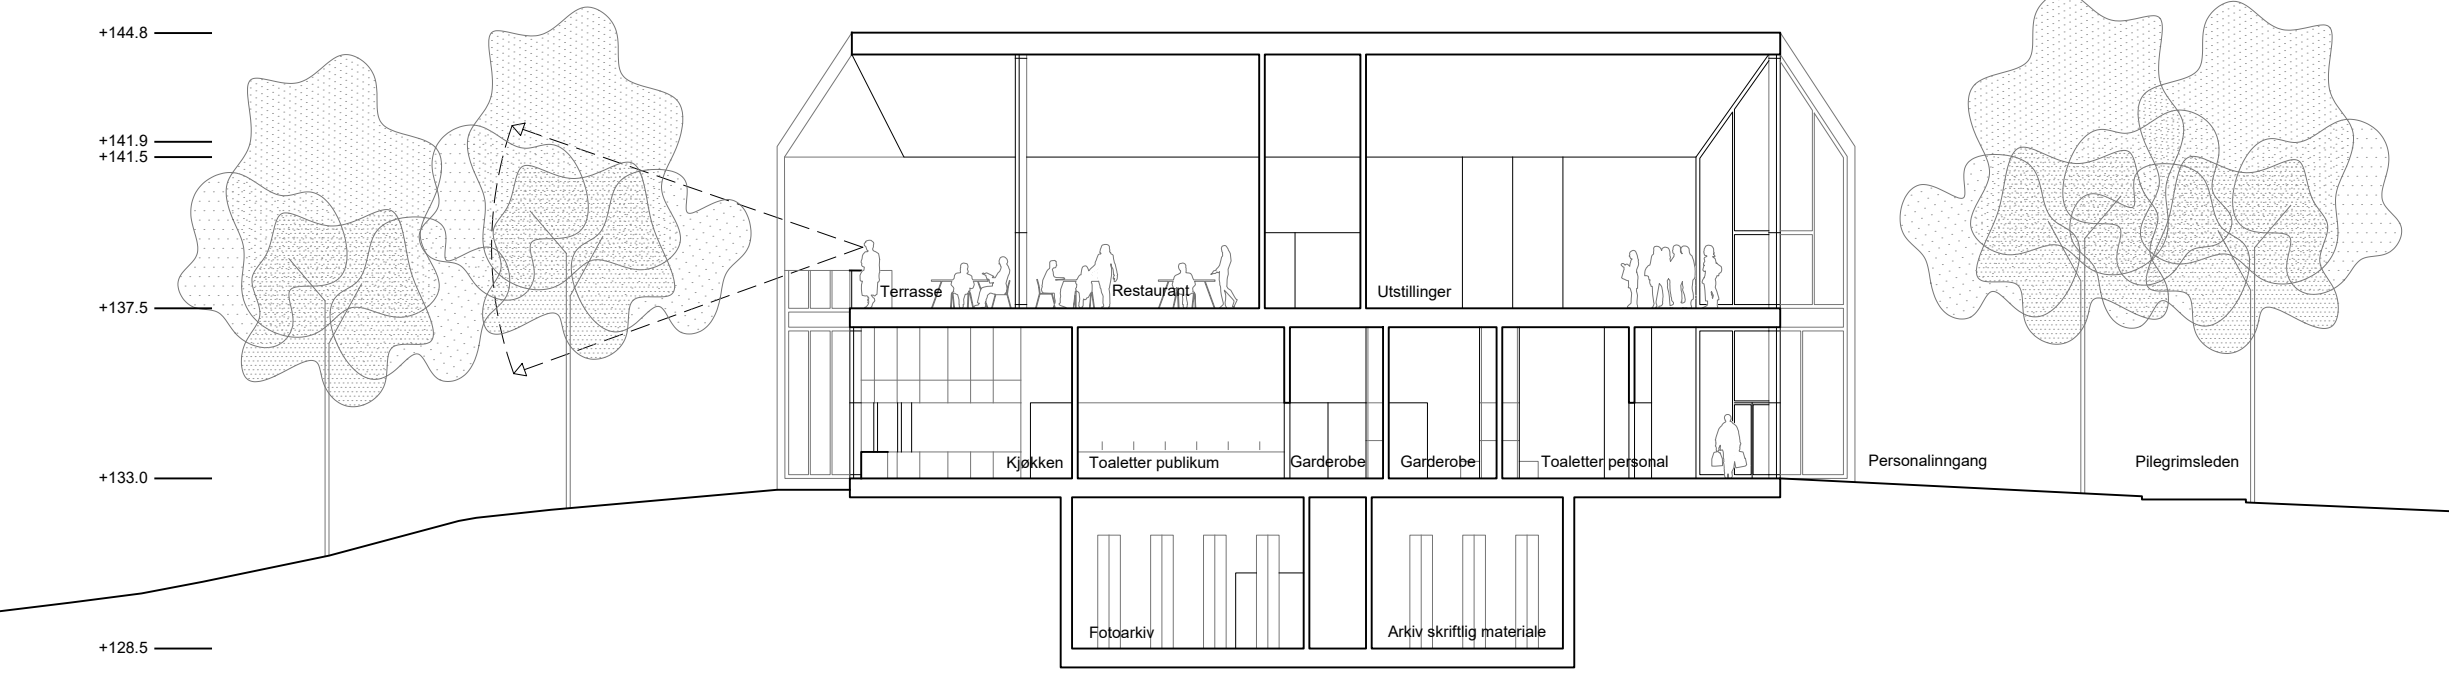 +144.8
+141.9
+141.5
Terrasse
Restaurant
Utstillinger
+137.5
Kjøkken
Toaletter publikum
Garderobe
Garderobe
Toaletter personal
Personalinngang
Pilegrimsleden
+133.0
Fotoarkiv
Arkiv skriftlig materiale
+128.5